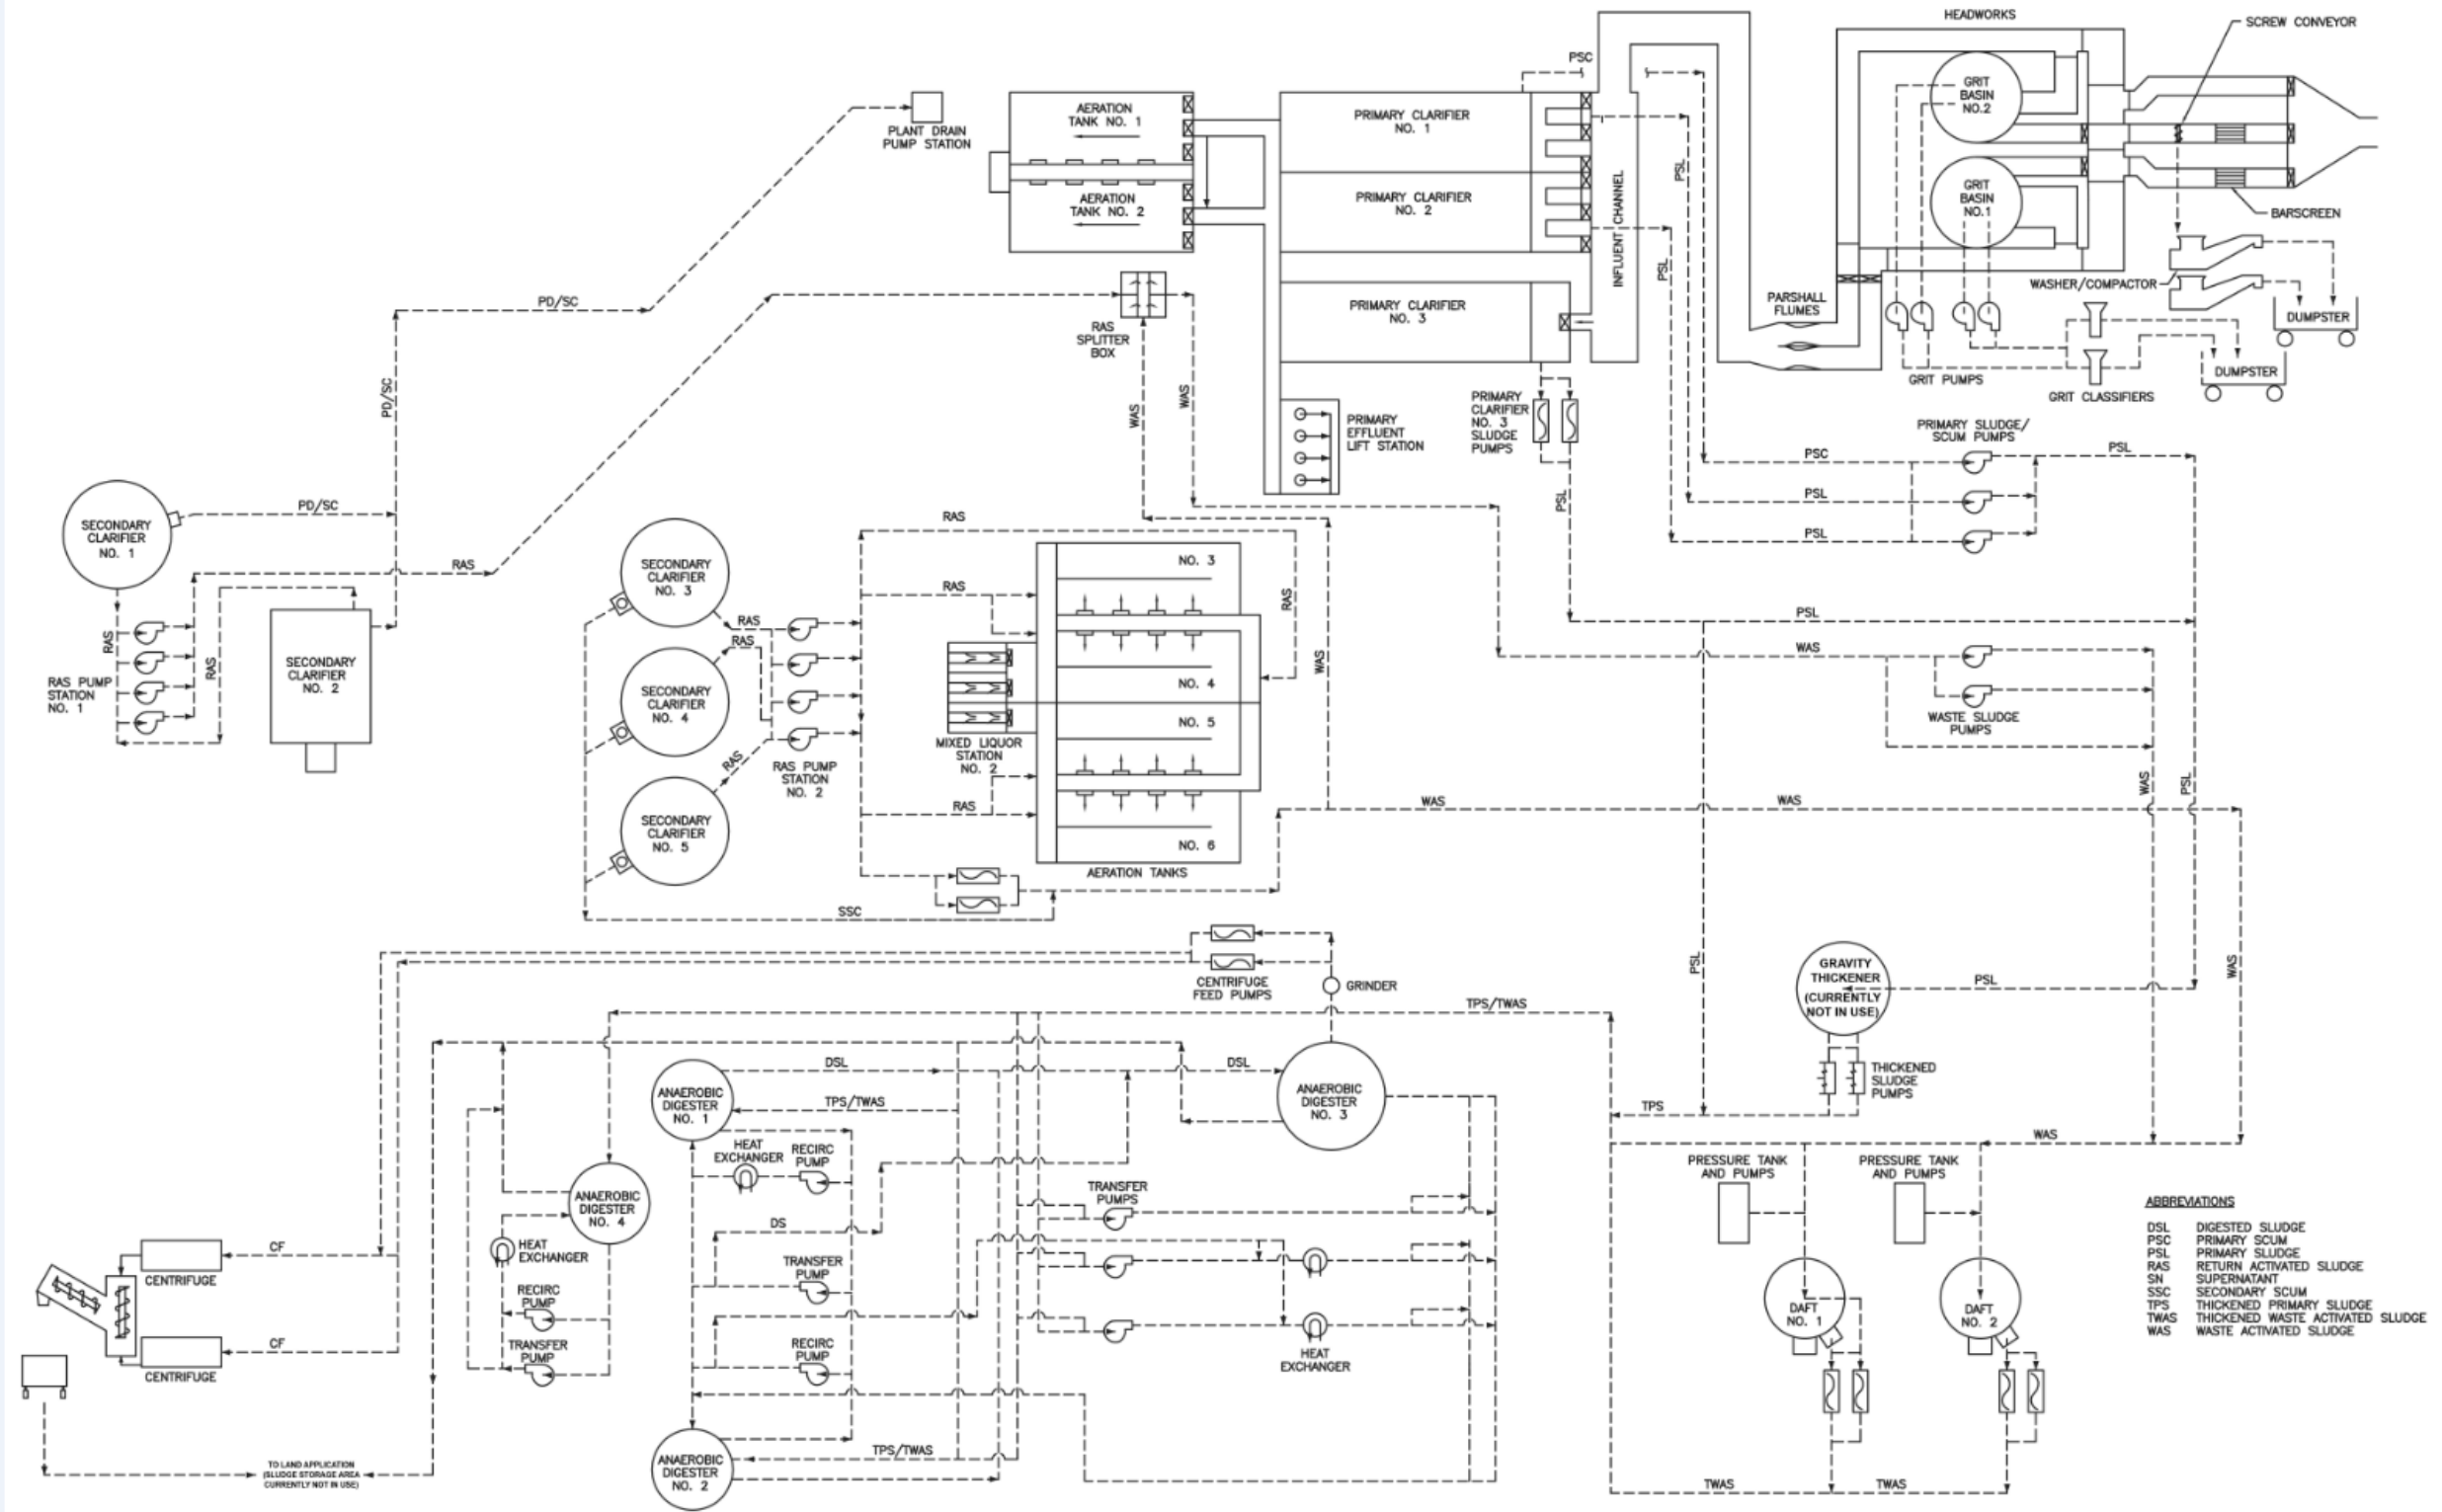 HEADWORKS
SCREW CONVEYOR
PSC
GRIT
BASIN
NO.2
AERATION
TANK NO. 1
PRIMARY CLARIFIER
NO. 1
PLANT DRAIN
PUMP STATION
PSL
INFLUENT CHANNEL
GRIT
BASIN
NO.1
AERATION
TANK NO. 2
PRIMARY CLARIFIER
NO. 2
BARSCREEN
PSL
WASHER/COMPACTOR
PD/SC
RAS
SPLITTER
BOX
PRIMARY CLARIFIER
NO. 3
PARSHALL
FLUMES
DUMPSTER
DUMPSTER
GRIT PUMPS
GRIT CLASSIFIERS
PD/SC
WAS
WAS
PRIMARY
CLARIFIER
NO. 3
SLUDGE
PUMPS
PRIMARY
EFFLUENT
LIFT STATION
PRIMARY SLUDGE/
SCUM PUMPS
PSC
PSL
PSL
PSL
PSL
SECONDARY
CLARIFIER
NO. 1
PD/SC
RAS
RAS
SECONDARY
CLARIFIER
NO. 3
NO. 3
RAS
RAS
RAS
RAS
RAS
RAS
RAS PUMP
STATION
NO. 1
SECONDARY
CLARIFIER
NO. 2
SECONDARY
CLARIFIER
NO. 4
NO. 4
NO. 5
WAS
PSL
WAS
WASTE SLUDGE
PUMPS
MIXED LIQUOR
STATION
NO. 2
RAS
RAS PUMP
STATION
NO. 2
RAS
SECONDARY
CLARIFIER
NO. 5
NO. 6
AERATION TANKS
WAS
WAS
WAS
PSL
SSC
CENTRIFUGE
FEED PUMPS
GRINDER
PSL
GRAVITY
THICKENER
(CURRENTLY
NOT IN USE)
PSL
WAS
TPS/TWAS
DSL
DSL
ANAEROBIC
DIGESTER
NO. 1
TPS/TWAS
ANAEROBIC
DIGESTER
NO. 3
THICKENED
SLUDGE
PUMPS
TPS
WAS
HEAT
EXCHANGER
RECIRC
PUMP
PRESSURE TANK
AND PUMPS
PRESSURE TANK
AND PUMPS
ANAEROBIC
DIGESTER
NO. 4
TRANSFER
PUMPS
DS
HEAT
EXCHANGER
CF
CENTRIFUGE
TRANSFER
PUMP
RECIRC
PUMP
TRANSFER
PUMP
RECIRC
PUMP
HEAT
EXCHANGER
DAFT
NO. 1
DAFT
NO. 2
CF
CENTRIFUGE
TPS/TWAS
ANAEROBIC
DIGESTER
NO. 2
TO LAND APPLICATION
(SLUDGE STORAGE AREA
CURRENTLY NOT IN USE)
TWAS
TWAS
ABBREVIATIONS
DSL DIGESTED SLUDGE
PSC PRIMARY SCUM
PSL PRIMARY SLUDGE
RAS RETURN ACTIVATED SLUDGE
SN SUPERNATANT
SSC SECONDARY SCUM
TPS THICKENED PRIMARY SLUDGE
TWAS THICKENED WASTE ACTIVATED SLUDGE
WAS WASTE ACTIVATED SLUDGE